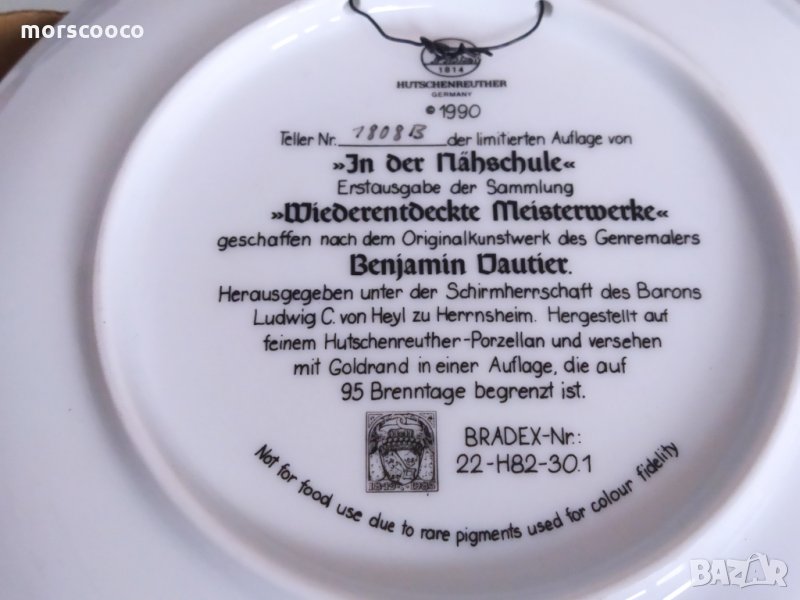 morscooco
1814
HUTSCHENREUTHER
GERMANY
©1990
Teller Nr. 1808B der limitierten Auflage von
»In der Nähschule«
Erstausgabe der Sammlung
»Wiederentdeckte Meisterwerke«
geschaffen nach dem Originalkunstwerk des Genremalers
Benjamin Vautier.
Herausgegeben unter der Schirmherrschaft des Barons
Ludwig C. von Heyl zu Herrnsheim. Hergestellt auf
feinem Hutschenreuther-Porzellan und versehen
mit Goldrand in einer Auflage, die auf
95 Brenntage begrenzt ist.
BRADEX-Nr.:
22-H82-30.1
Not for food use due to rare pigments used for colour fidelity
BAZAR